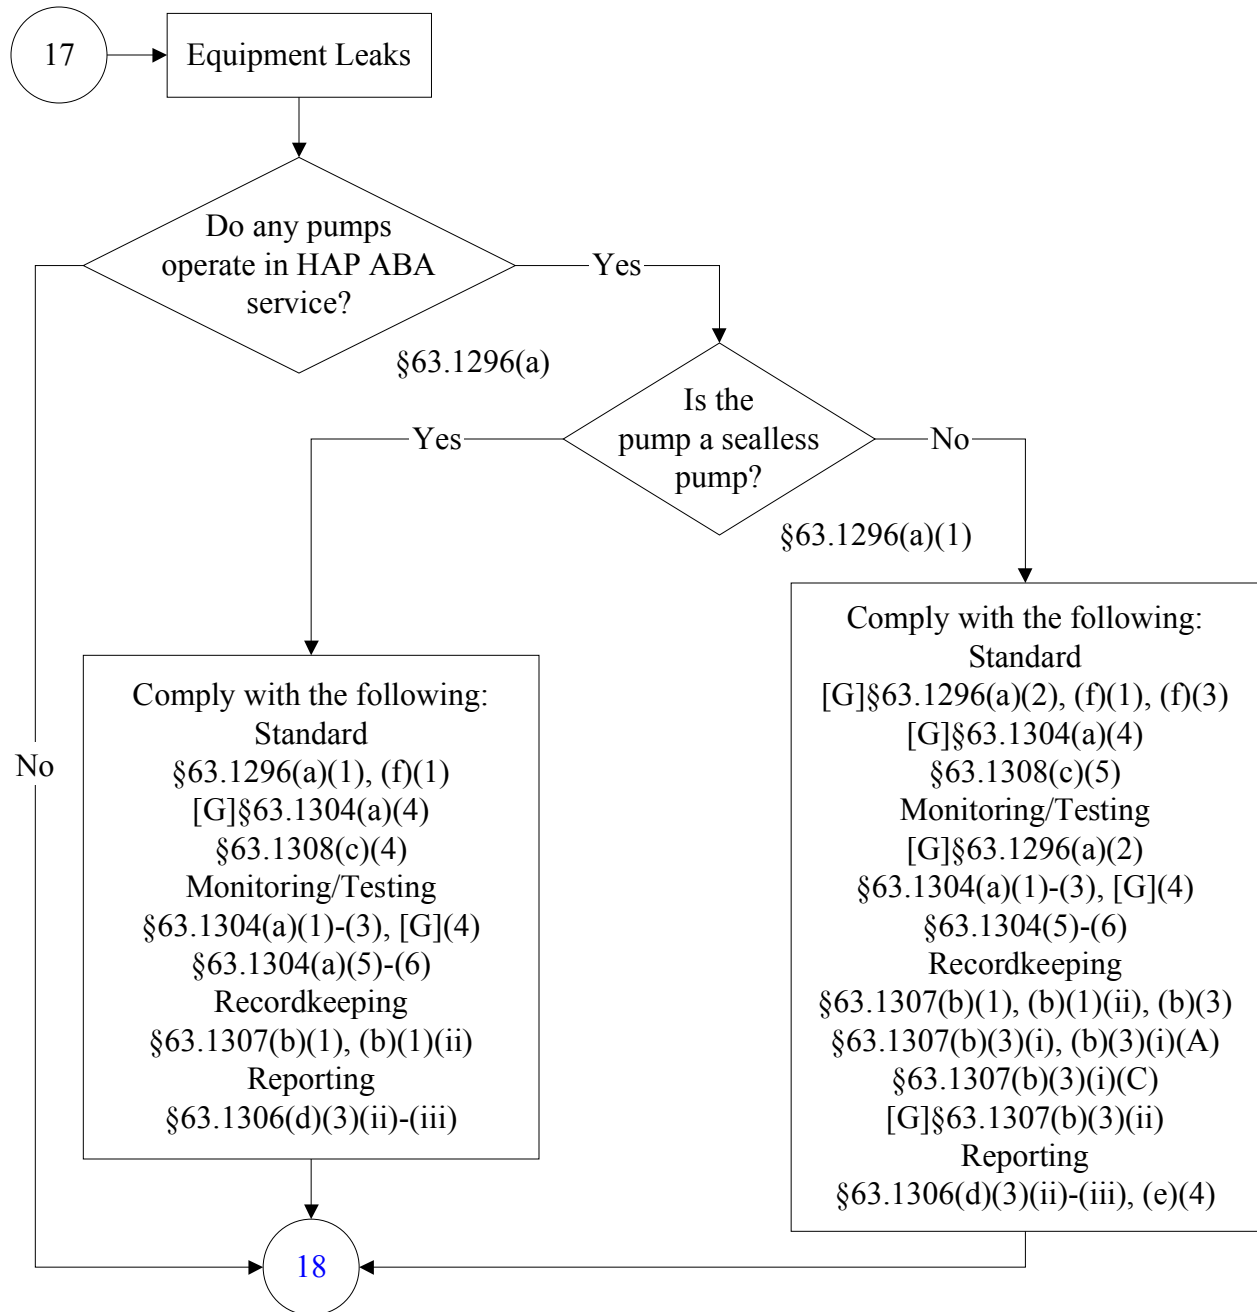 17
Equipment Leaks
Do any pumps
operate in HAP ABA
service?
Yes
§63.1296(a)
Is the
pump a sealless
pump?
Yes
No
§63.1296(a)(1)
No
Comply with the following:
Standard
§63.1296(a)(1), (f)(1)
[G]§63.1304(a)(4)
§63.1308(c)(4)
Monitoring/Testing
§63.1304(a)(1)-(3), [G](4)
§63.1304(a)(5)-(6)
Recordkeeping
§63.1307(b)(1), (b)(1)(ii)
Reporting
§63.1306(d)(3)(ii)-(iii)
Comply with the following:
Standard
[G]§63.1296(a)(2), (f)(1), (f)(3)
[G]§63.1304(a)(4)
§63.1308(c)(5)
Monitoring/Testing
[G]§63.1296(a)(2)
§63.1304(a)(1)-(3), [G](4)
§63.1304(5)-(6)
Recordkeeping
§63.1307(b)(1), (b)(1)(ii), (b)(3)
§63.1307(b)(3)(i), (b)(3)(i)(A)
§63.1307(b)(3)(i)(C)
[G]§63.1307(b)(3)(ii)
Reporting
§63.1306(d)(3)(ii)-(iii), (e)(4)
18